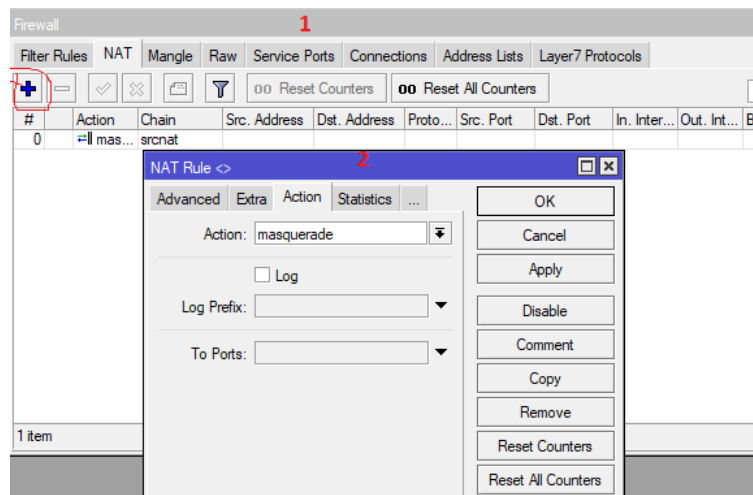 Firewall
1
Filter Rules NAT Mangle Raw Service Ports Connections Address Lists Layer7 Protocols
00 Reset Counters 00 Reset All Counters
# Action Chain Src. Address Dst. Address Proto... Src. Port Dst. Port In. Inter... Out. Int... B
0 mas... srcnat
2
NAT Rule <>
Advanced Extra Action Statistics ...
OK
Action: masquerade
Cancel
Log
Apply
Log Prefix:
Disable
To Ports:
Comment
Copy
Remove
1 item
Reset Counters
Reset All Counters